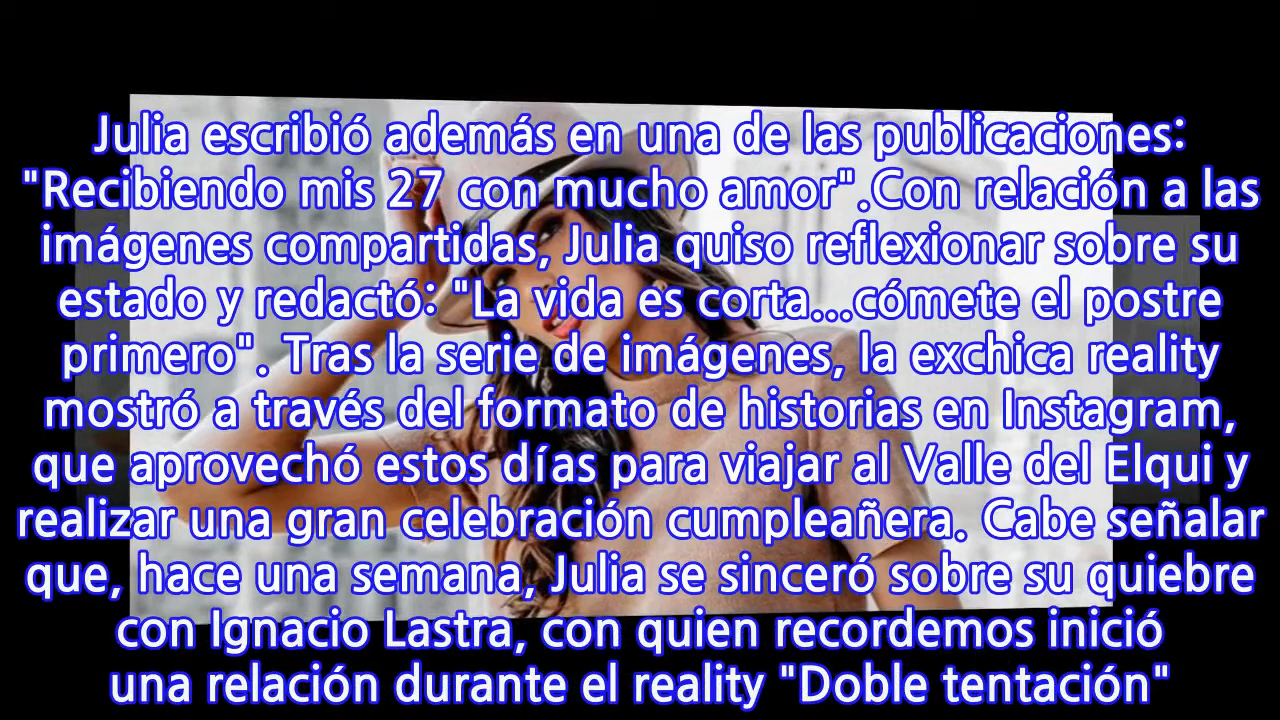 Julia escribió además en una de las publicaciones:
"Recibiendo mis 27 con mucho amor".Con relación a las
imágenes compartidas, Julia quiso reflexionar sobre su
estado y redactó: "La vida es corta...cómete el postre
primero". Tras la serie de imágenes, la exchica reality
mostró a través del formato de historias en Instagram,
que aprovechó estos días para viajar al Valle del Elqui y
realizar una gran celebración cumpleañera. Cabe señalar
que, hace una semana, Julia se sinceró sobre su quiebre
con Ignacio Lastra, con quien recordemos inició
una relación durante el reality "Doble tentación"